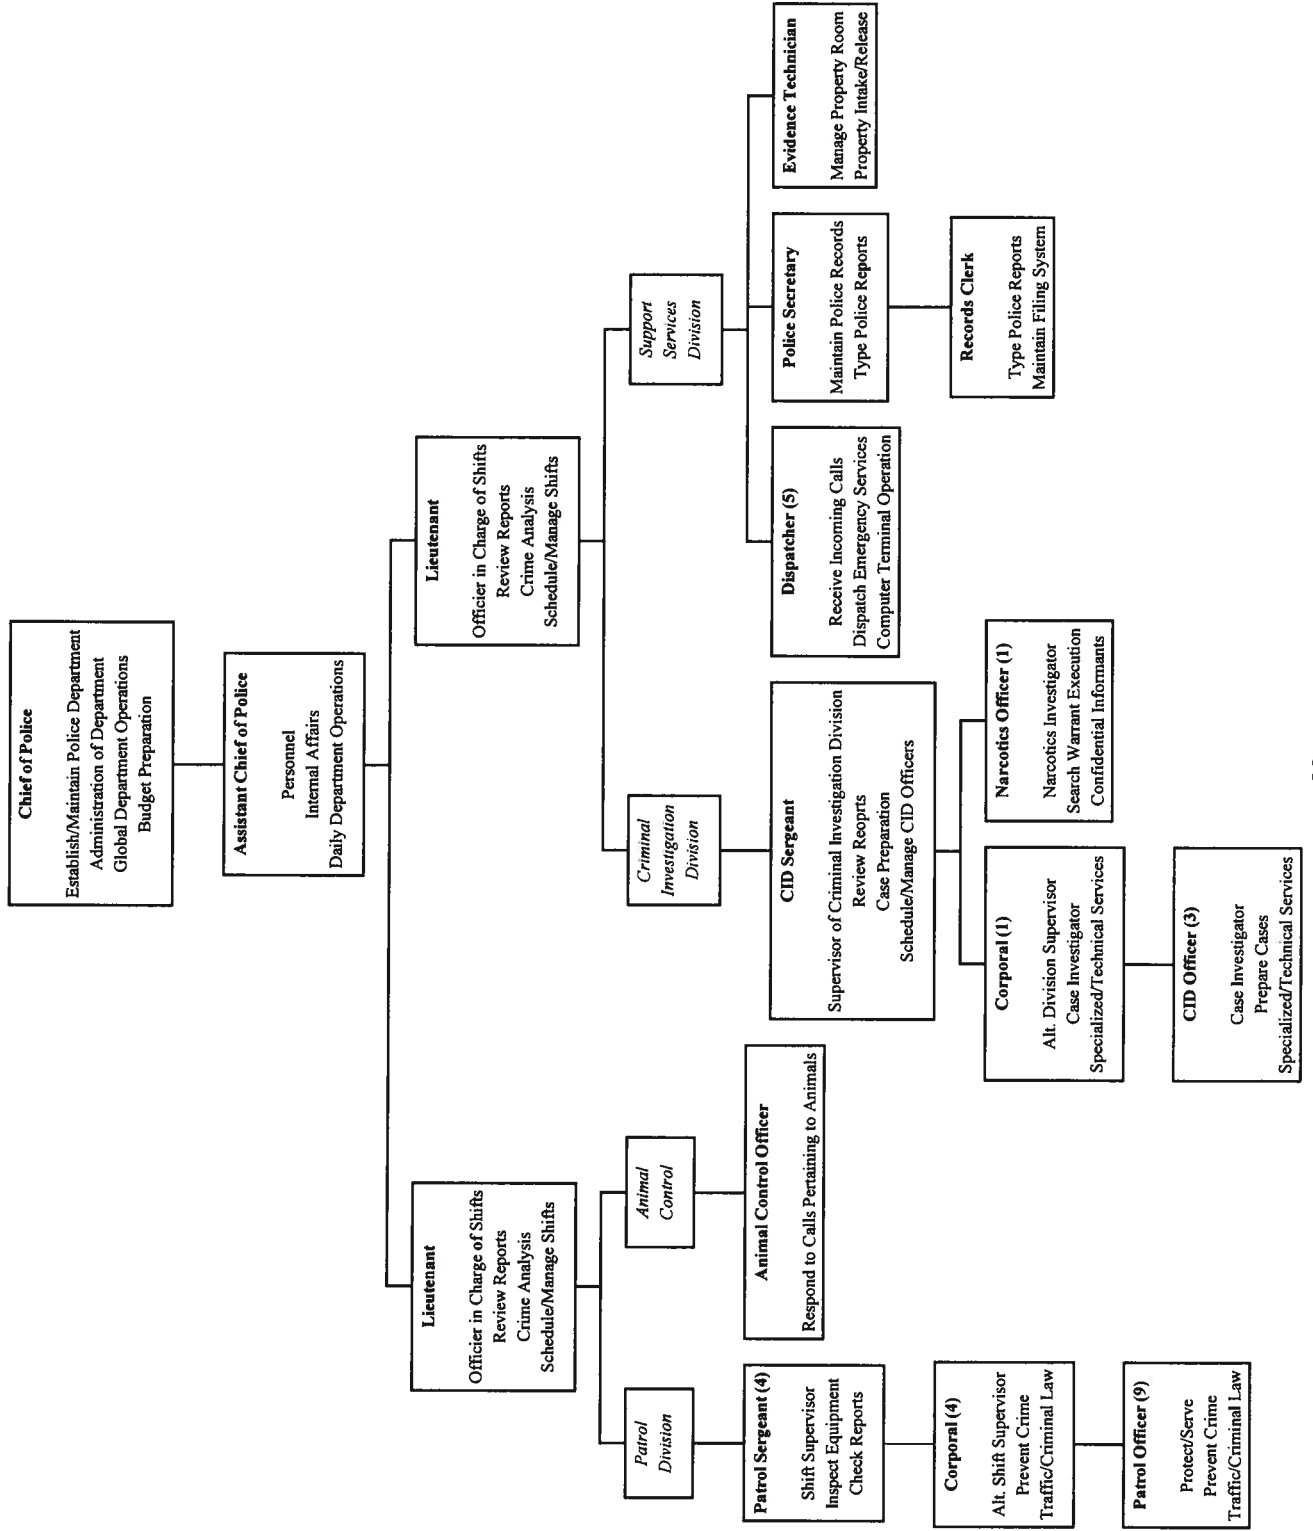 Chief of Police
Establish/Maintain Police Department
Administration of Department
Global Department Operations
Budget Preparation
Assistant Chief of Police
Personnel
Internal Affairs
Daily Department Operations
Lieutenant
Officier in Charge of Shifts
Review Reports
Crime Analysis
Schedule/Manage Shifts
Lieutenant
Officier in Charge of Shifts
Review Reports
Crime Analysis
Schedule/Manage Shifts
Patrol
Division
Animal
Control
Criminal
Investigation
Division
Support
Services
Division
Patrol Sergeant (4)
Shift Supervisor
Inspect Equipment
Check Reports
Animal Control Officer
Respond to Calls Pertaining to Animals
CID Sergeant
Supervisor of Criminal Investigation Division
Review Reoprts
Case Preparation
Schedule/Manage CID Officers
Dispatcher (5)
Receive Incoming Calls
Dispatch Emergency Services
Computer Terminal Operation
Police Secretary
Maintain Police Records
Type Police Reports
Evidence Technician
Manage Property Room
Property Intake/Release
Corporal (4)
Alt. Shift Supervisor
Prevent Crime
Traffic/Criminal Law
Corporal (1)
Alt. Division Supervisor
Case Investigator
Specialized/Technical Services
Narcotics Officer (1)
Narcotics Investigator
Search Warrant Execution
Confidential Informants
Records Clerk
Type Police Reports
Maintain Filing System
Patrol Officer (9)
Protect/Serve
Prevent Crime
Traffic/Criminal Law
CID Officer (3)
Case Investigator
Prepare Cases
Specialized/Technical Services